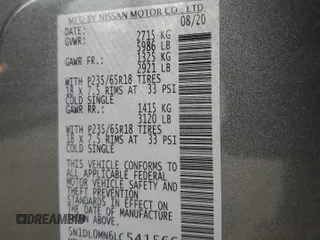 MFD BY NISSAN MOTOR CO., LTD.
DATE: 08/20
GVWR: 2715 KG
5986 LB
GAWR FR.: 1325 KG
2921 LB
WITH P235/65R18 TIRES
18 X 7.5 RIMS AT 33 PSI
COLD SINGLE
GAWR RR.: 1415 KG
3120 LB
WITH P235/65R18 TIRES
18 X 7.5 RIMS AT 33 PSI
COLD SINGLE
THIS VEHICLE CONFORMS TO
ALL APPLICABLE FEDERAL
MOTOR VEHICLE SAFETY AND
THEFT PREVENTION STANDARDS
IN EFFECT ON THE DATE OF
MANUFACTURE
DREAMBID